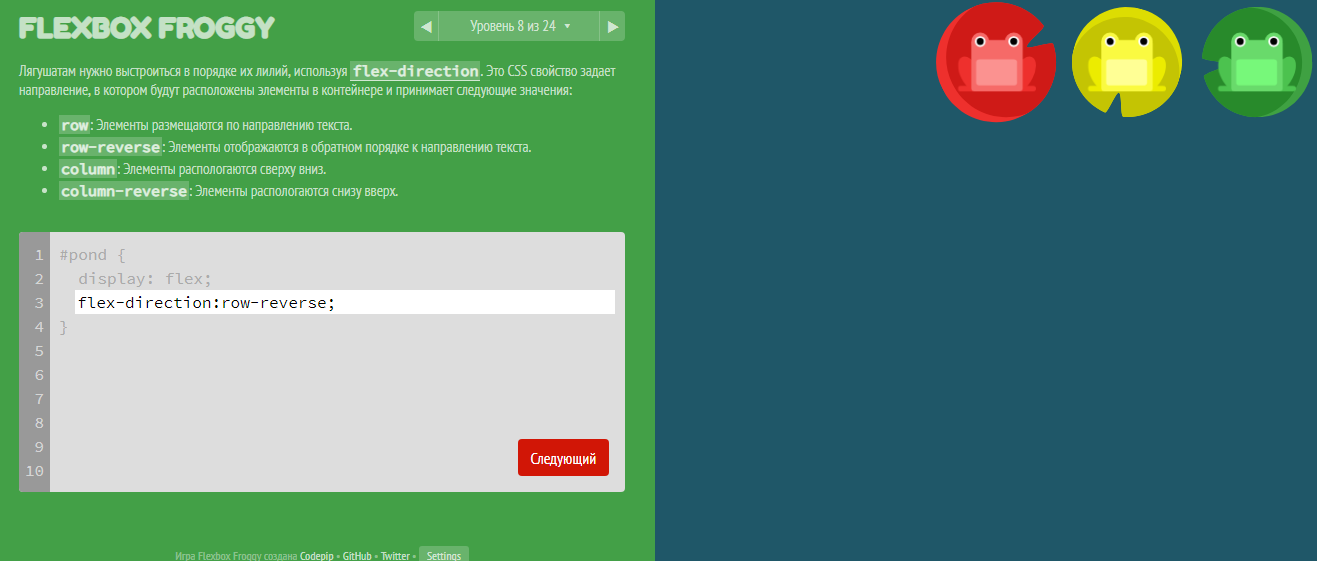 FLEXBOX FROGGY
Уровень 8 из 24
Лягушатам нужно выстроиться в порядке их лилий, используя flex-direction. Это CSS свойство задает
направление, в котором будут расположены элементы в контейнере и принимает следующие значения:
row: Элементы размещаются по направлению текста.
row-reverse: Элементы отображаются в обратном порядке к направлению текста.
column: Элементы распологаются сверху вниз.
column-reverse: Элементы распологаются снизу вверх.
1 #pond {
2 display: flex;
3 flex-direction:row-reverse;
4 }
5
6
7
8
9
10
Следующий
Игра Flexbox Froggy создана Codepip • GitHub • Twitter • Settings